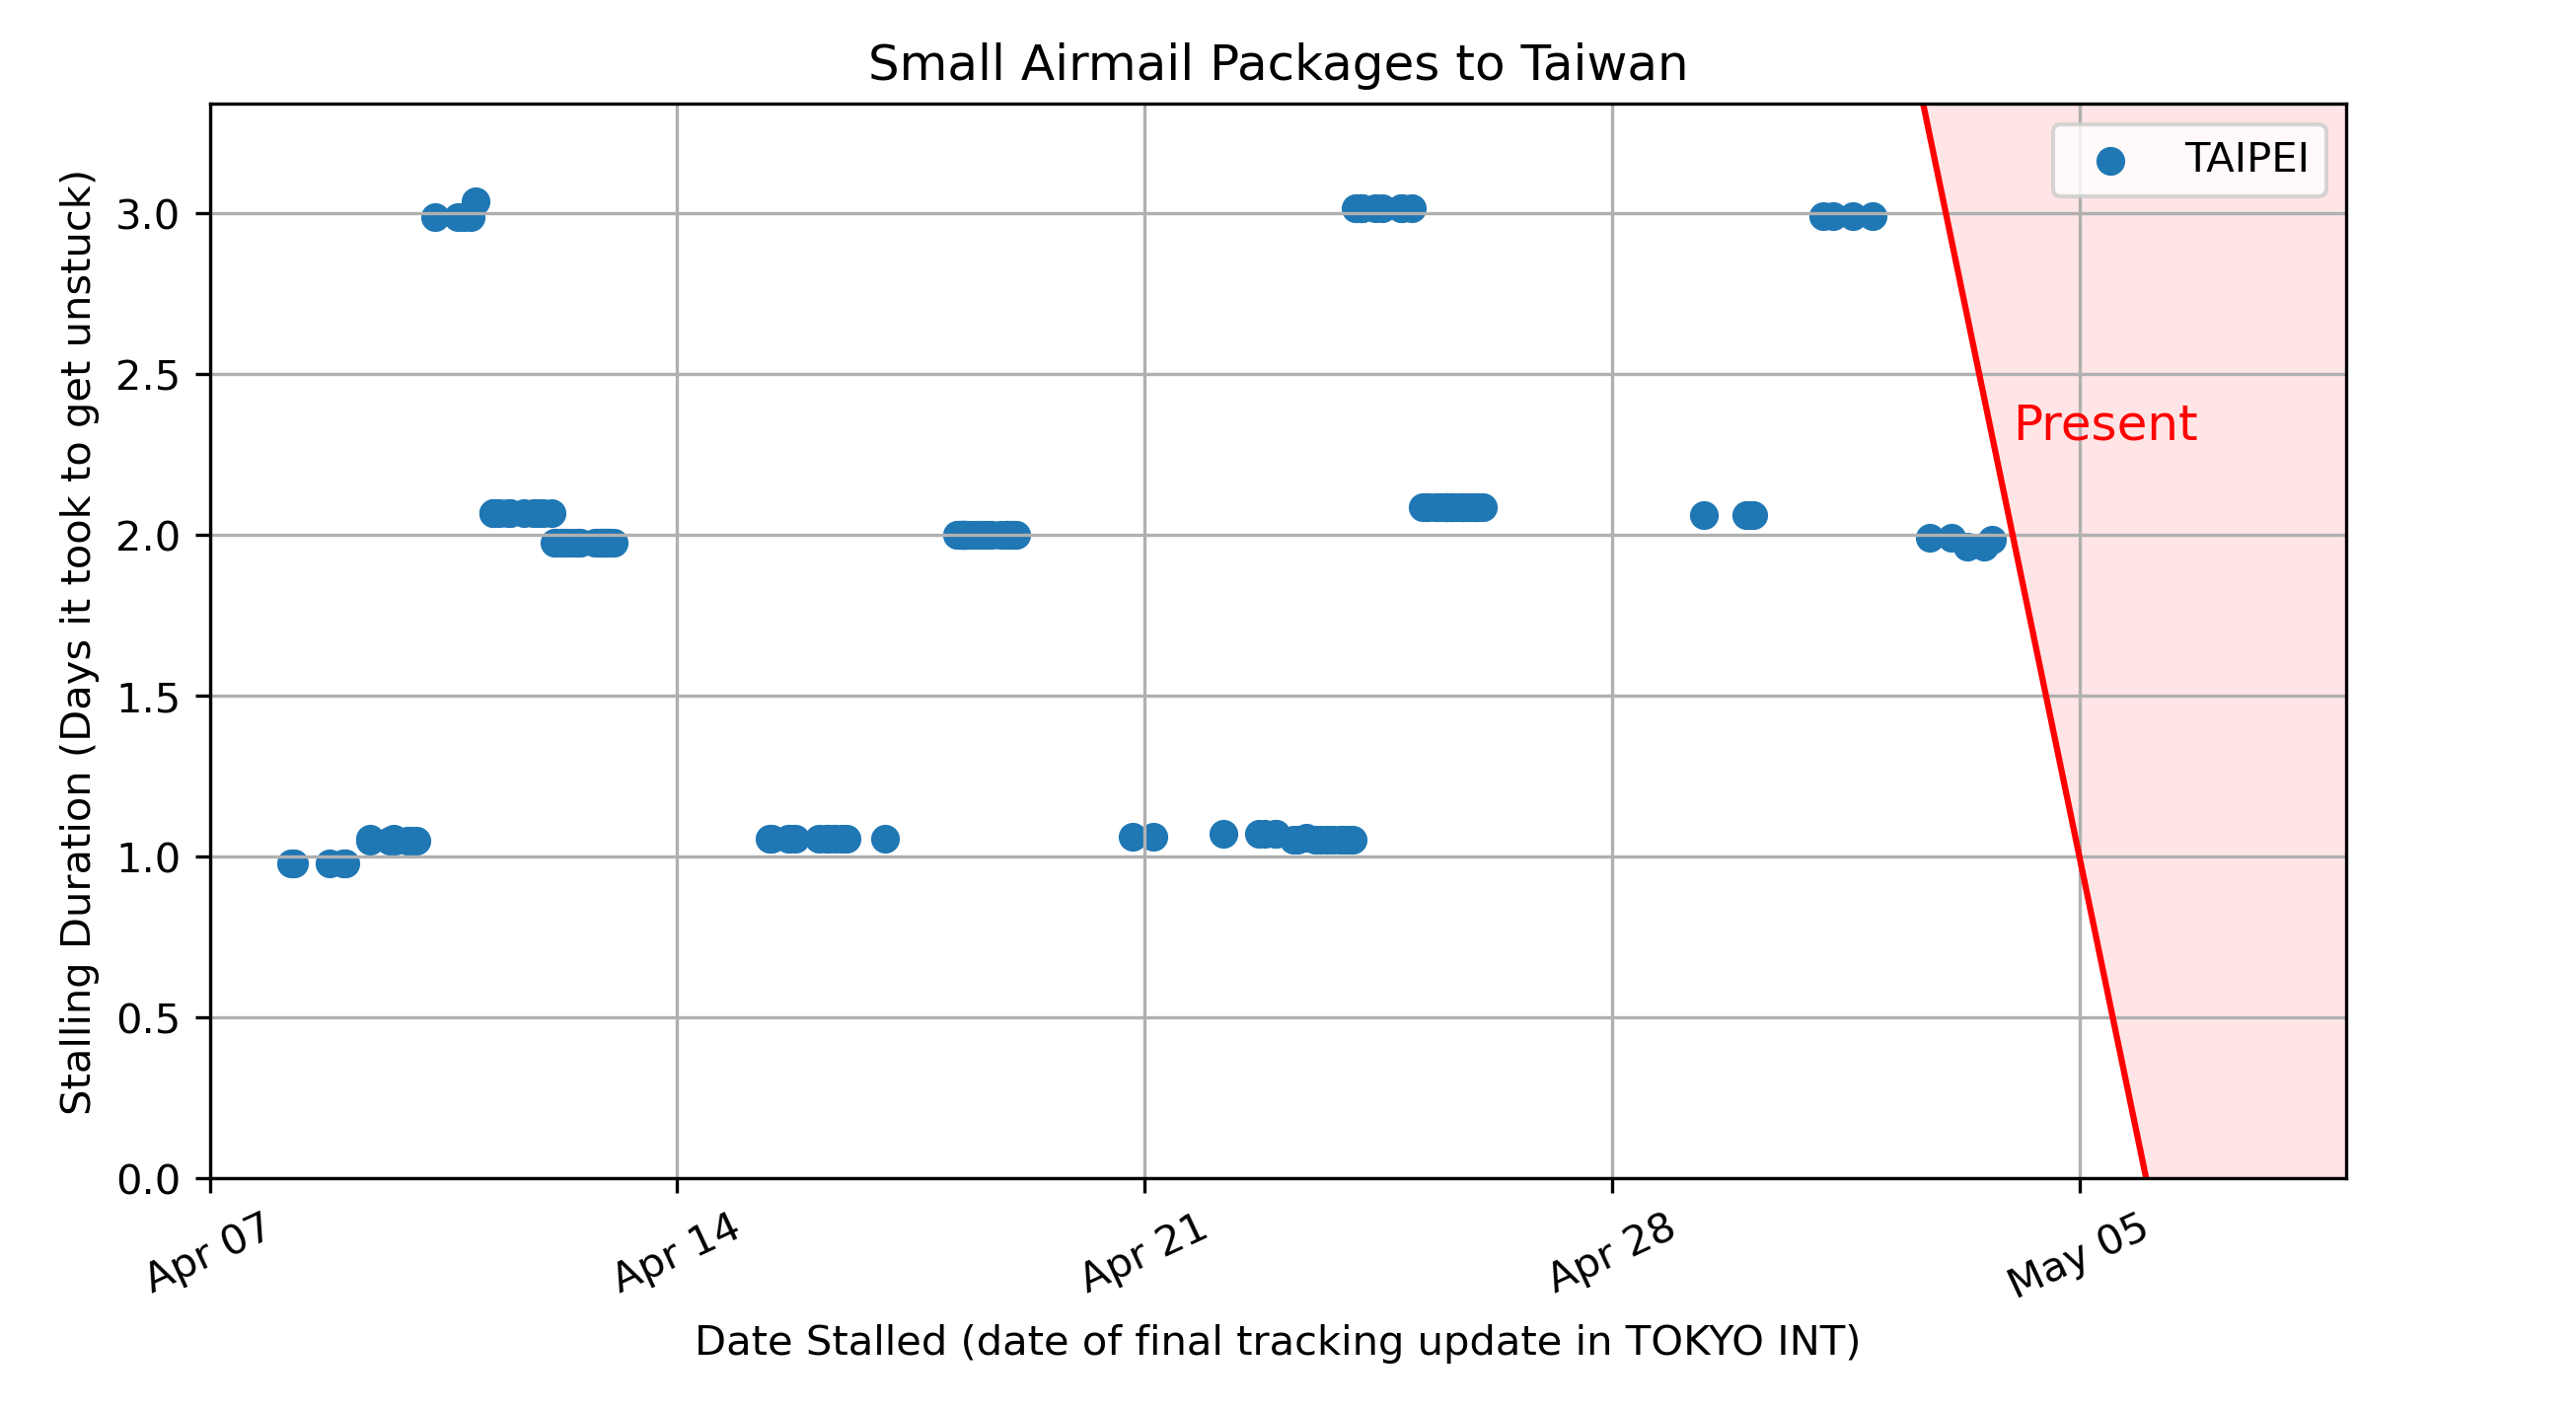 Small Airmail Packages to Taiwan
TAIPEI
Present
Stalling Duration (Days it took to get unstuck)
3.0
2.5
2.0
1.5
1.0
0.5
0.0
Apr 07
Apr 14
Apr 21
Apr 28
May 05
Date Stalled (date of final tracking update in TOKYO INT)